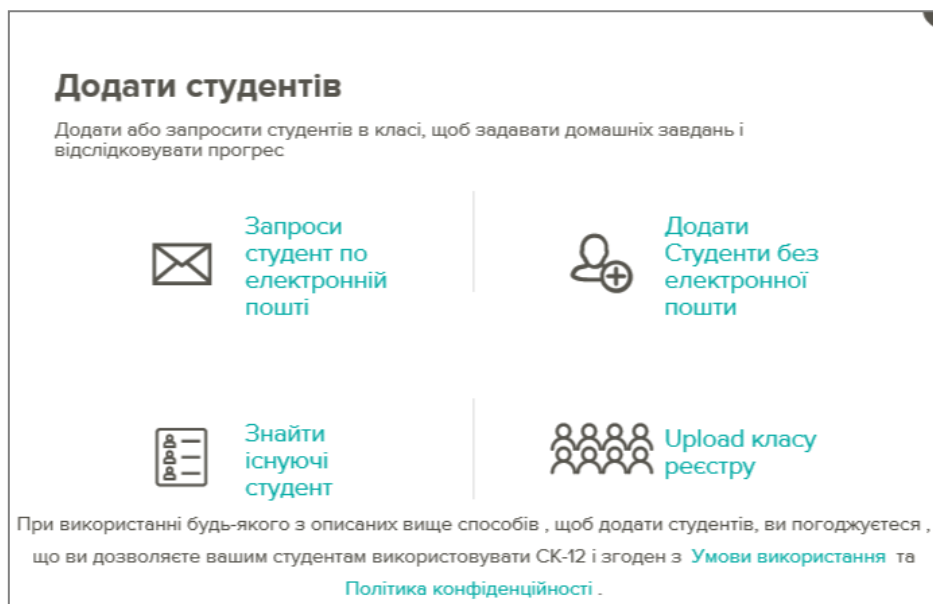 Додати студентів
Додати або запросити студентів в класі, щоб задавати домашніх завдань і
відслідковувати прогрес
Запроси
студент по
електронній
пошті
Додати
Студенти без
електронної
пошти
Знайти
існуючі
студент
Upload класу
реєстру
При використанні будь-якого з описаних вище способів , щоб додати студентів, ви погоджуєтеся ,
що ви дозволяєте вашим студентам використовувати СК-12 і згоден з Умови використання та
Політика конфіденційності .